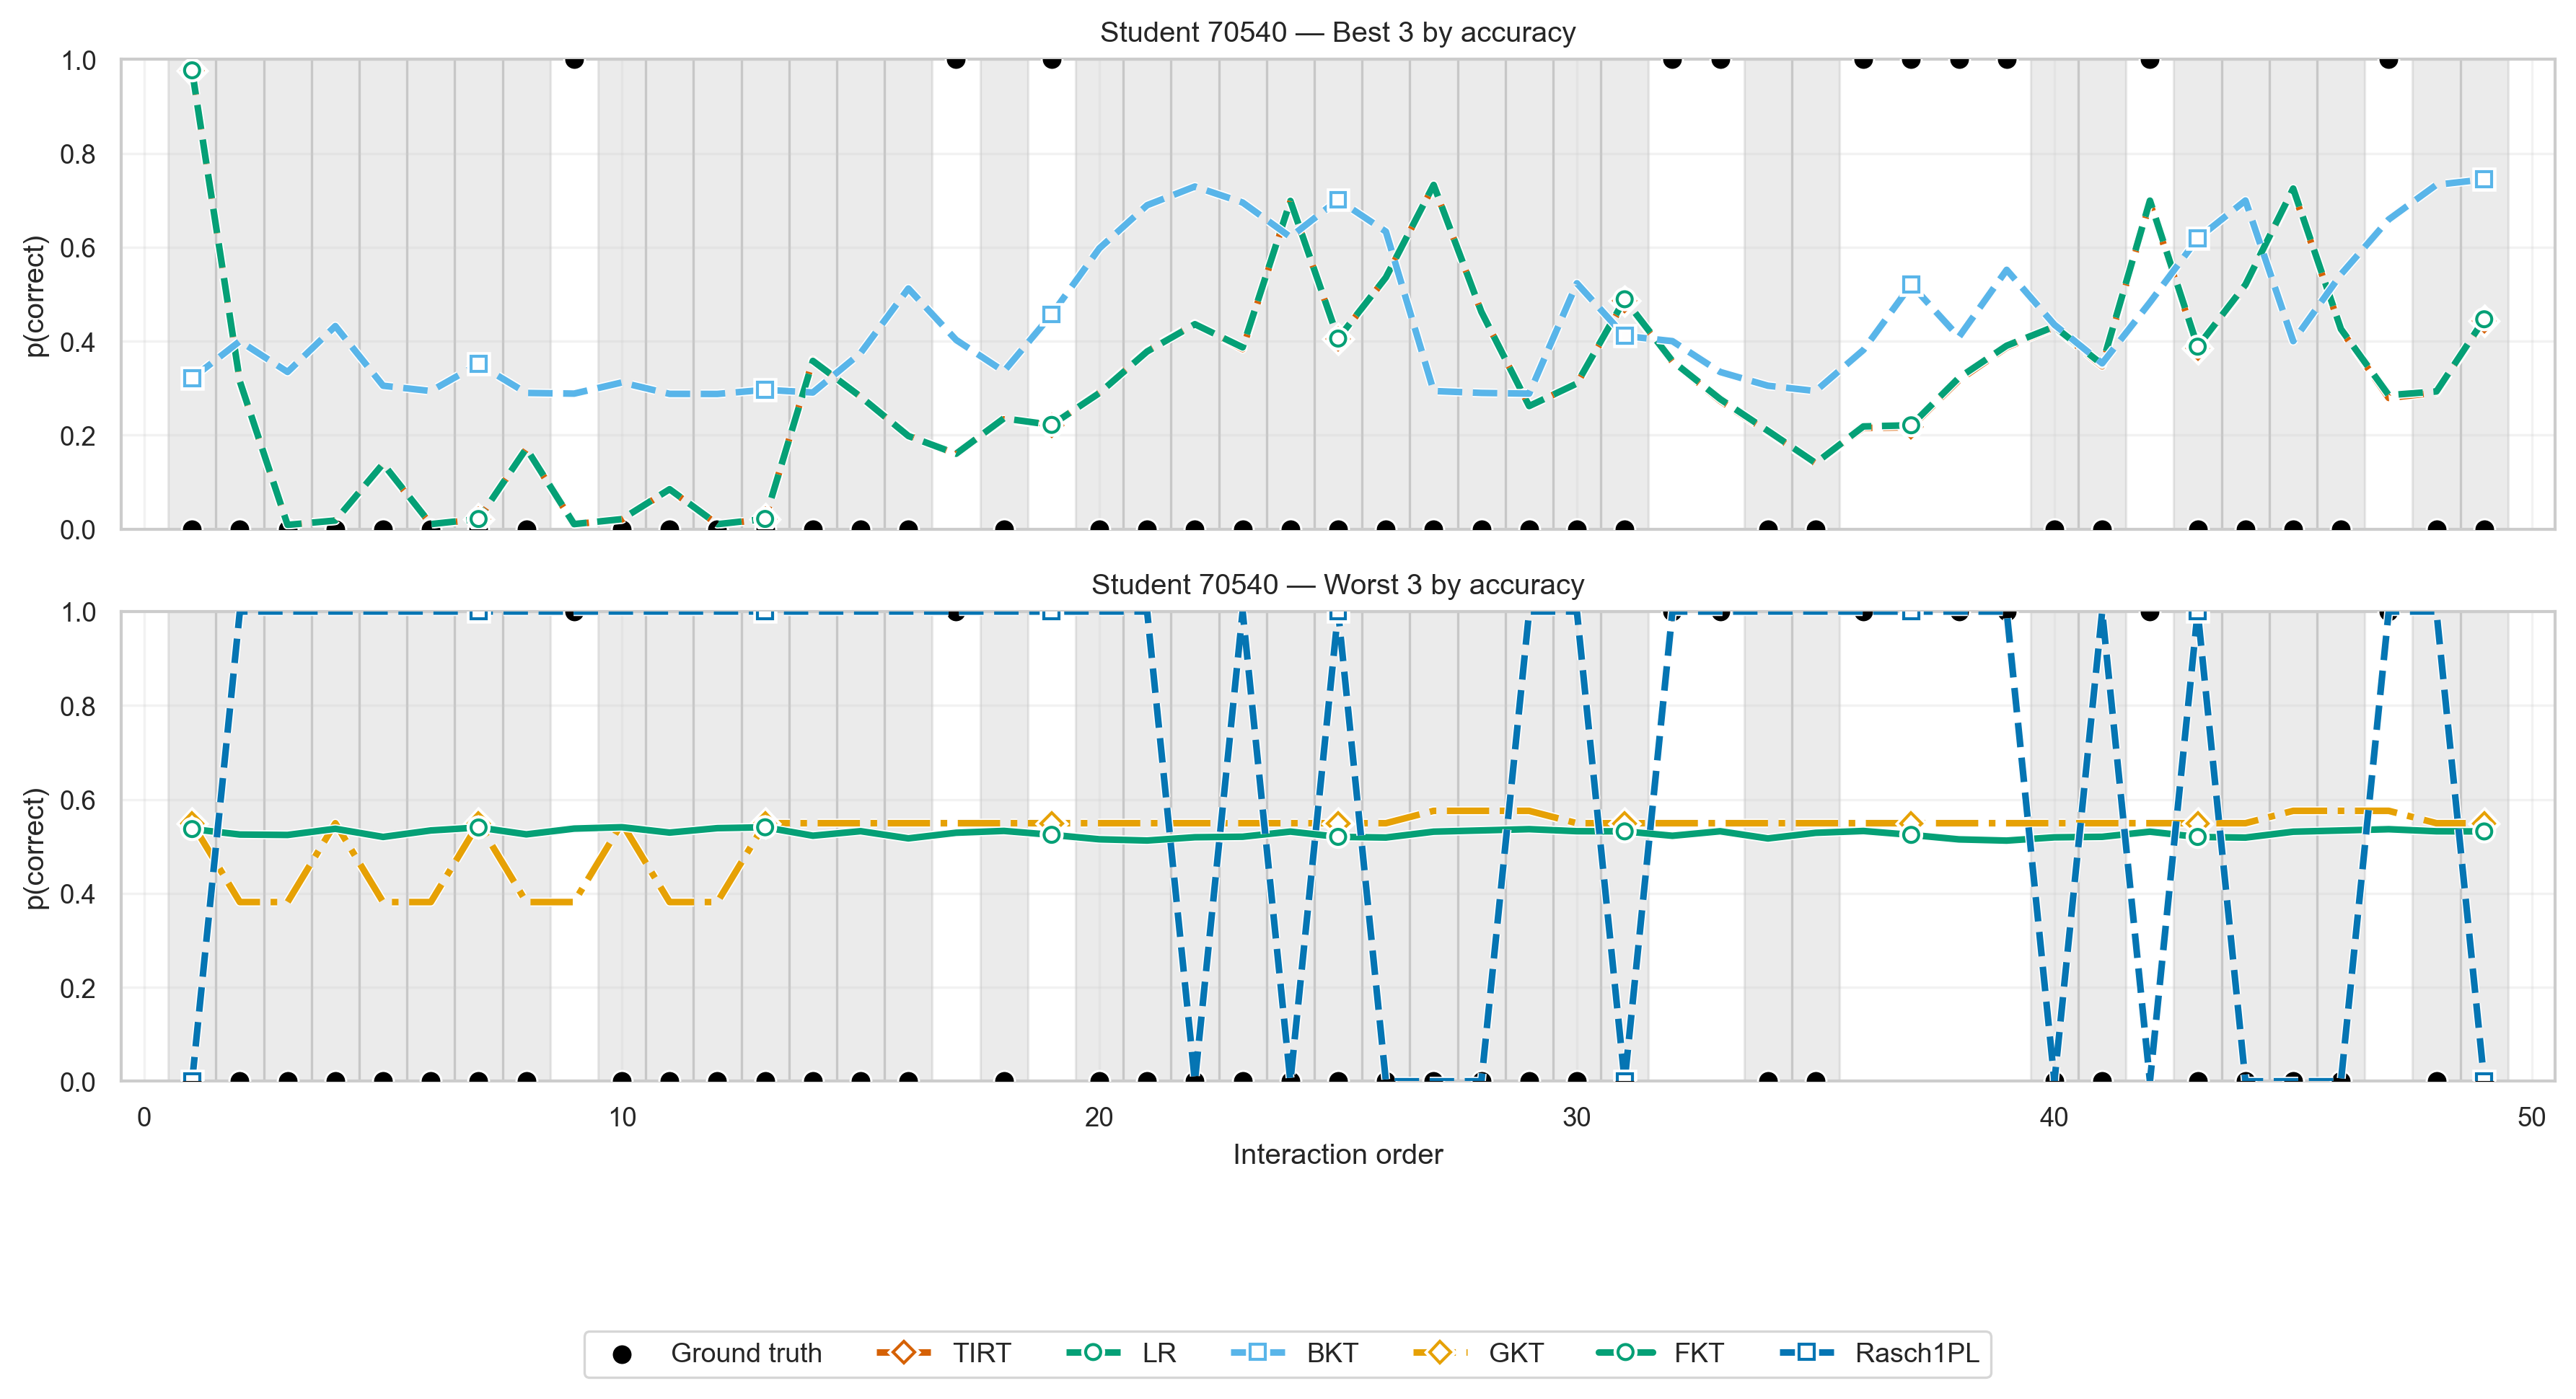 Student 70540 — Best 3 by accuracy
1.0
0.8
0.6
0.4
0.2
0.0
p(correct)
Student 70540 — Worst 3 by accuracy
1.0
0.8
0.6
0.4
0.2
0.0
p(correct)
0 10 20 30 40 50
Interaction order
Ground truth TIRT LR BKT GKT FKT Rasch1PL